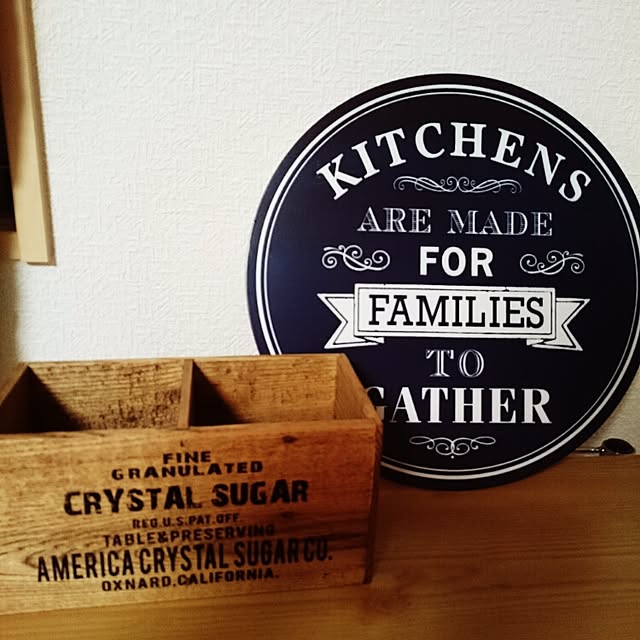 KITCHENS
ARE MADE
FOR
FAMILIES
TO
GATHER
FINE
GRANULATED
CRYSTAL SUGAR
REG.U.S.PAT.OFF.
TABLE&PRESERVING
AMERICA CRYSTAL SUGAR CO.
OXNARD, CALIFORNIA.